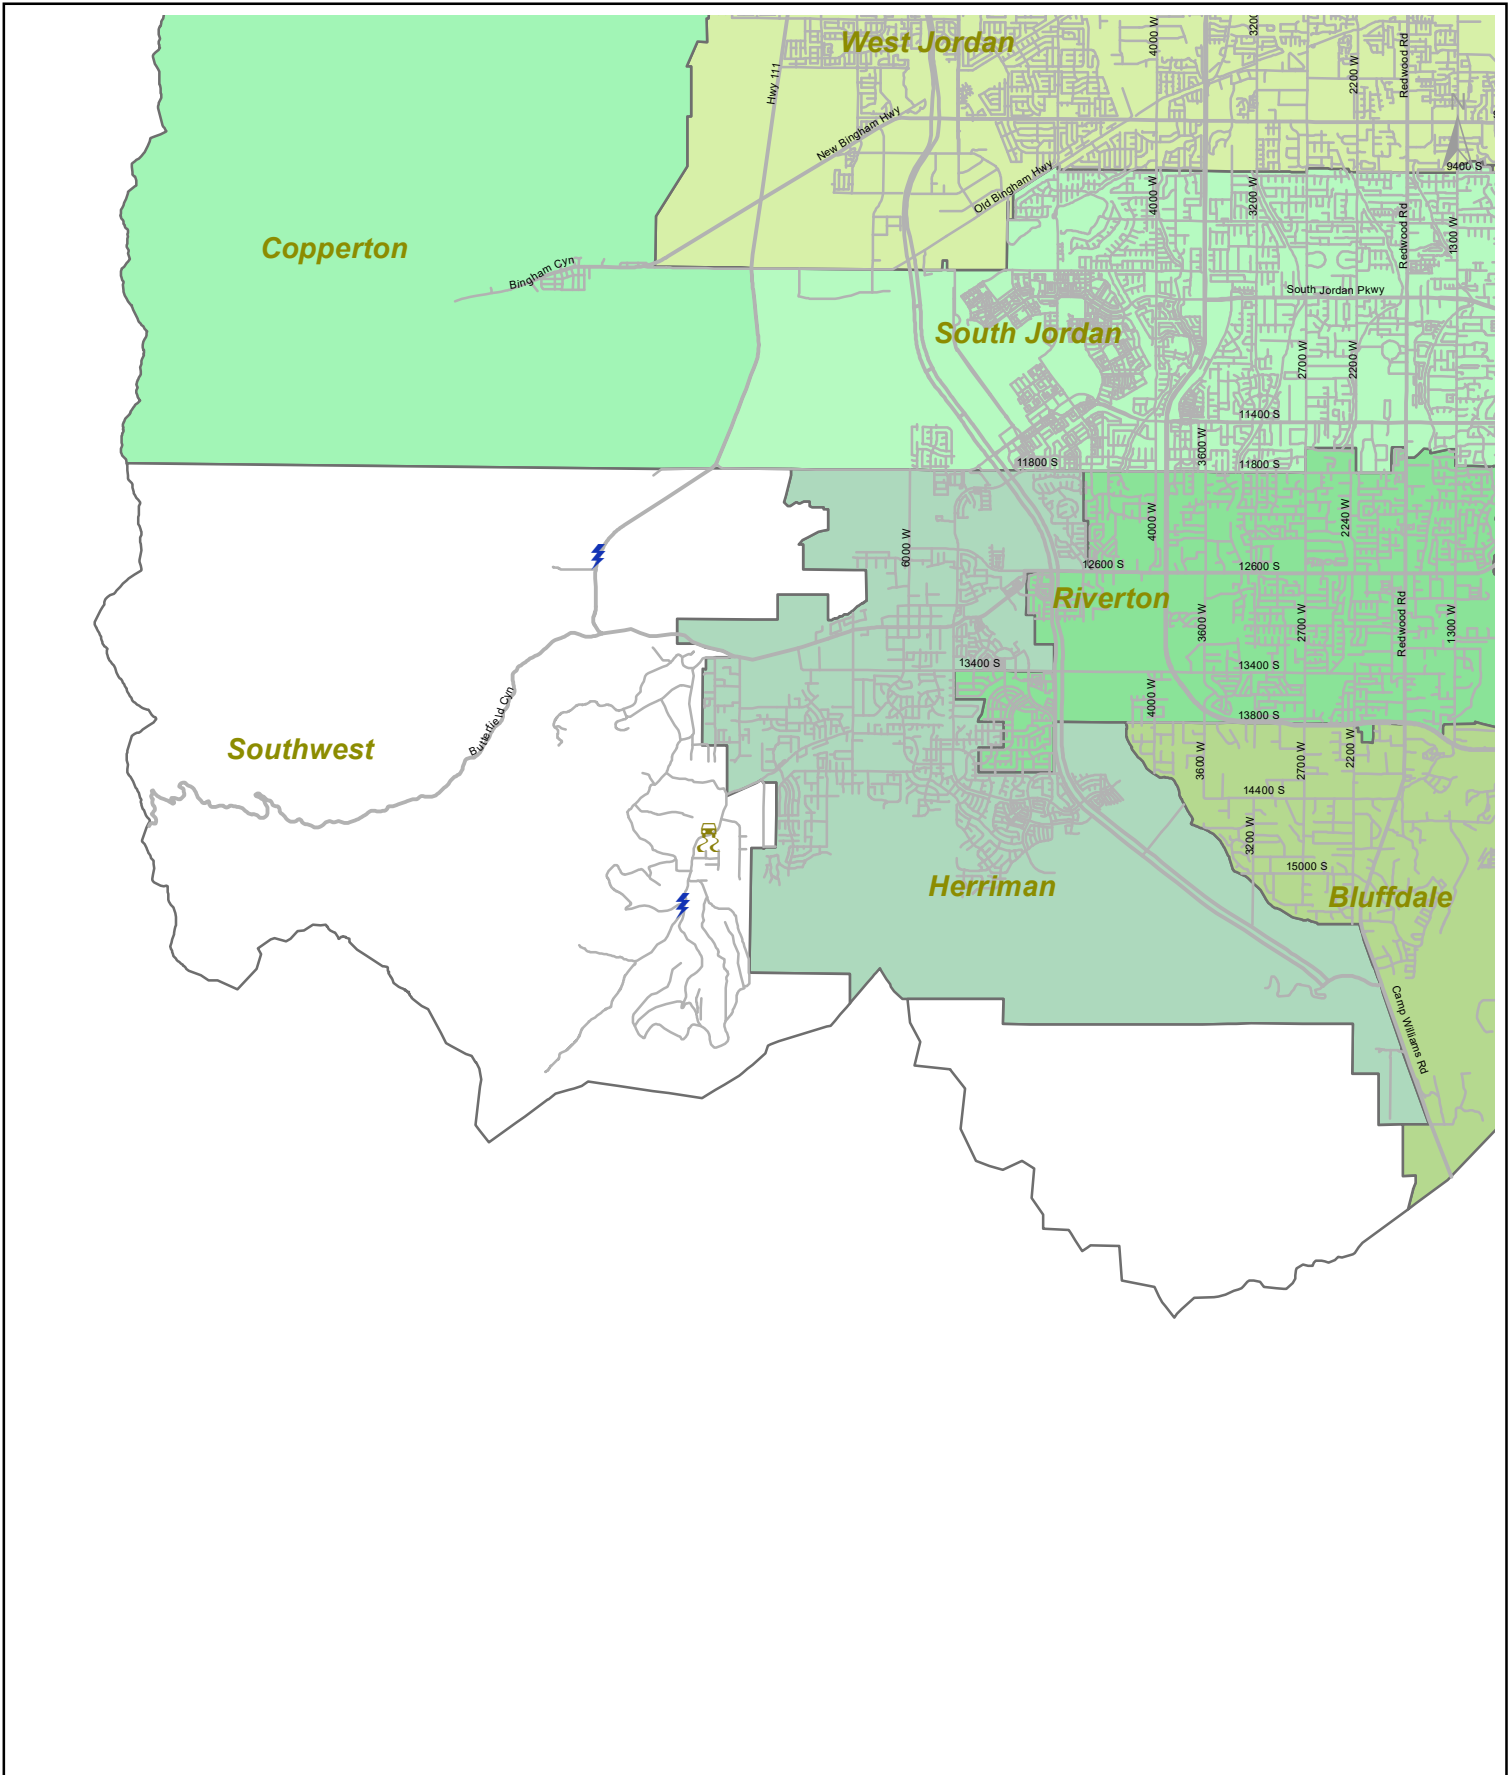 West Jordan
4000 W
3200
2200 W
Redwood Rd
Hwy 111
New Bingham Hwy
Old Bingham Hwy
9400 S
4000 W
3200 W
Redwood Rd
1300 W
Copperton
Bingham Cyn
South Jordan Pkwy
South Jordan
2700 W
2200 W
11400 S
3600 W
11800 S
11800 S
6000 W
4000 W
2240 W
12600 S
12600 S
Riverton
3600 W
2700 W
Redwood Rd
1300 W
13400 S
13400 S
4000 W
13800 S
Butterfield Cyn
Southwest
3600 W
2700 W
2200 W
14400 S
3200 W
15000 S
Herriman
Bluffdale
Camp Williams Rd
N